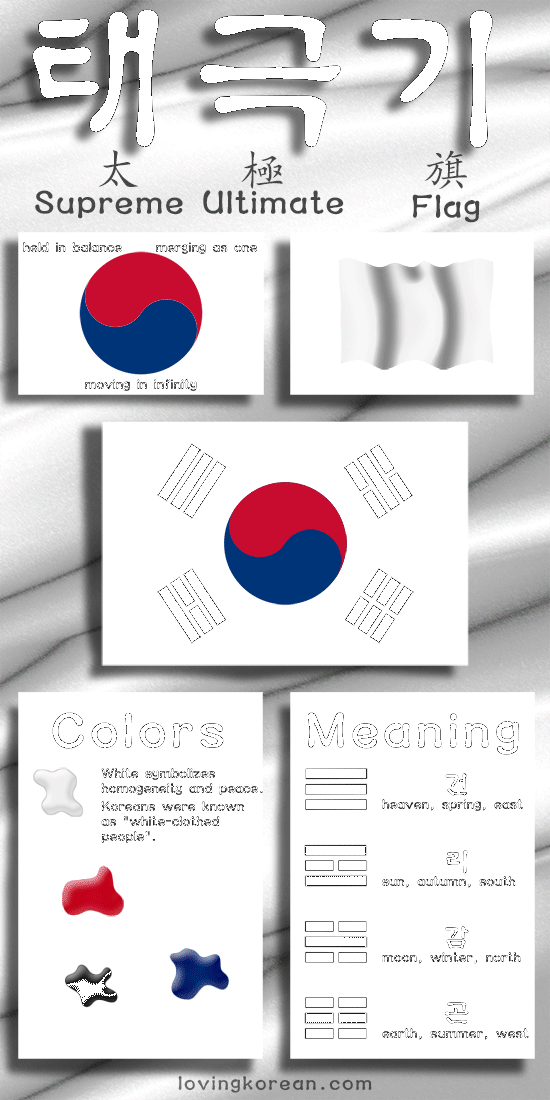 태극기
太 極 旗
Supreme Ultimate Flag
held in balance
merging as one
moving in infinity
Colors
White symbolizes
homogeneity and peace.
Koreans were known
as "white-clothed
people".
Meaning
건
heaven, spring, east
리
sun, autumn, south
감
moon, winter, north
곤
earth, summer, west
lovingkorean.com